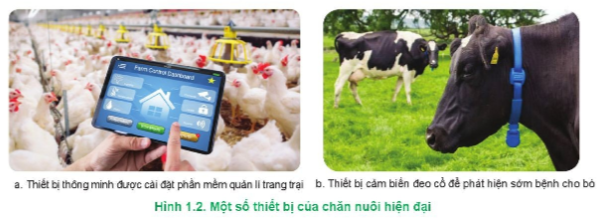 Farm Control Dashboard
a. Thiết bị thông minh được cài đặt phần mềm quản lí trang trại
b. Thiết bị cảm biến đeo cổ để phát hiện sớm bệnh cho bò
Hình 1.2. Một số thiết bị của chăn nuôi hiện đại